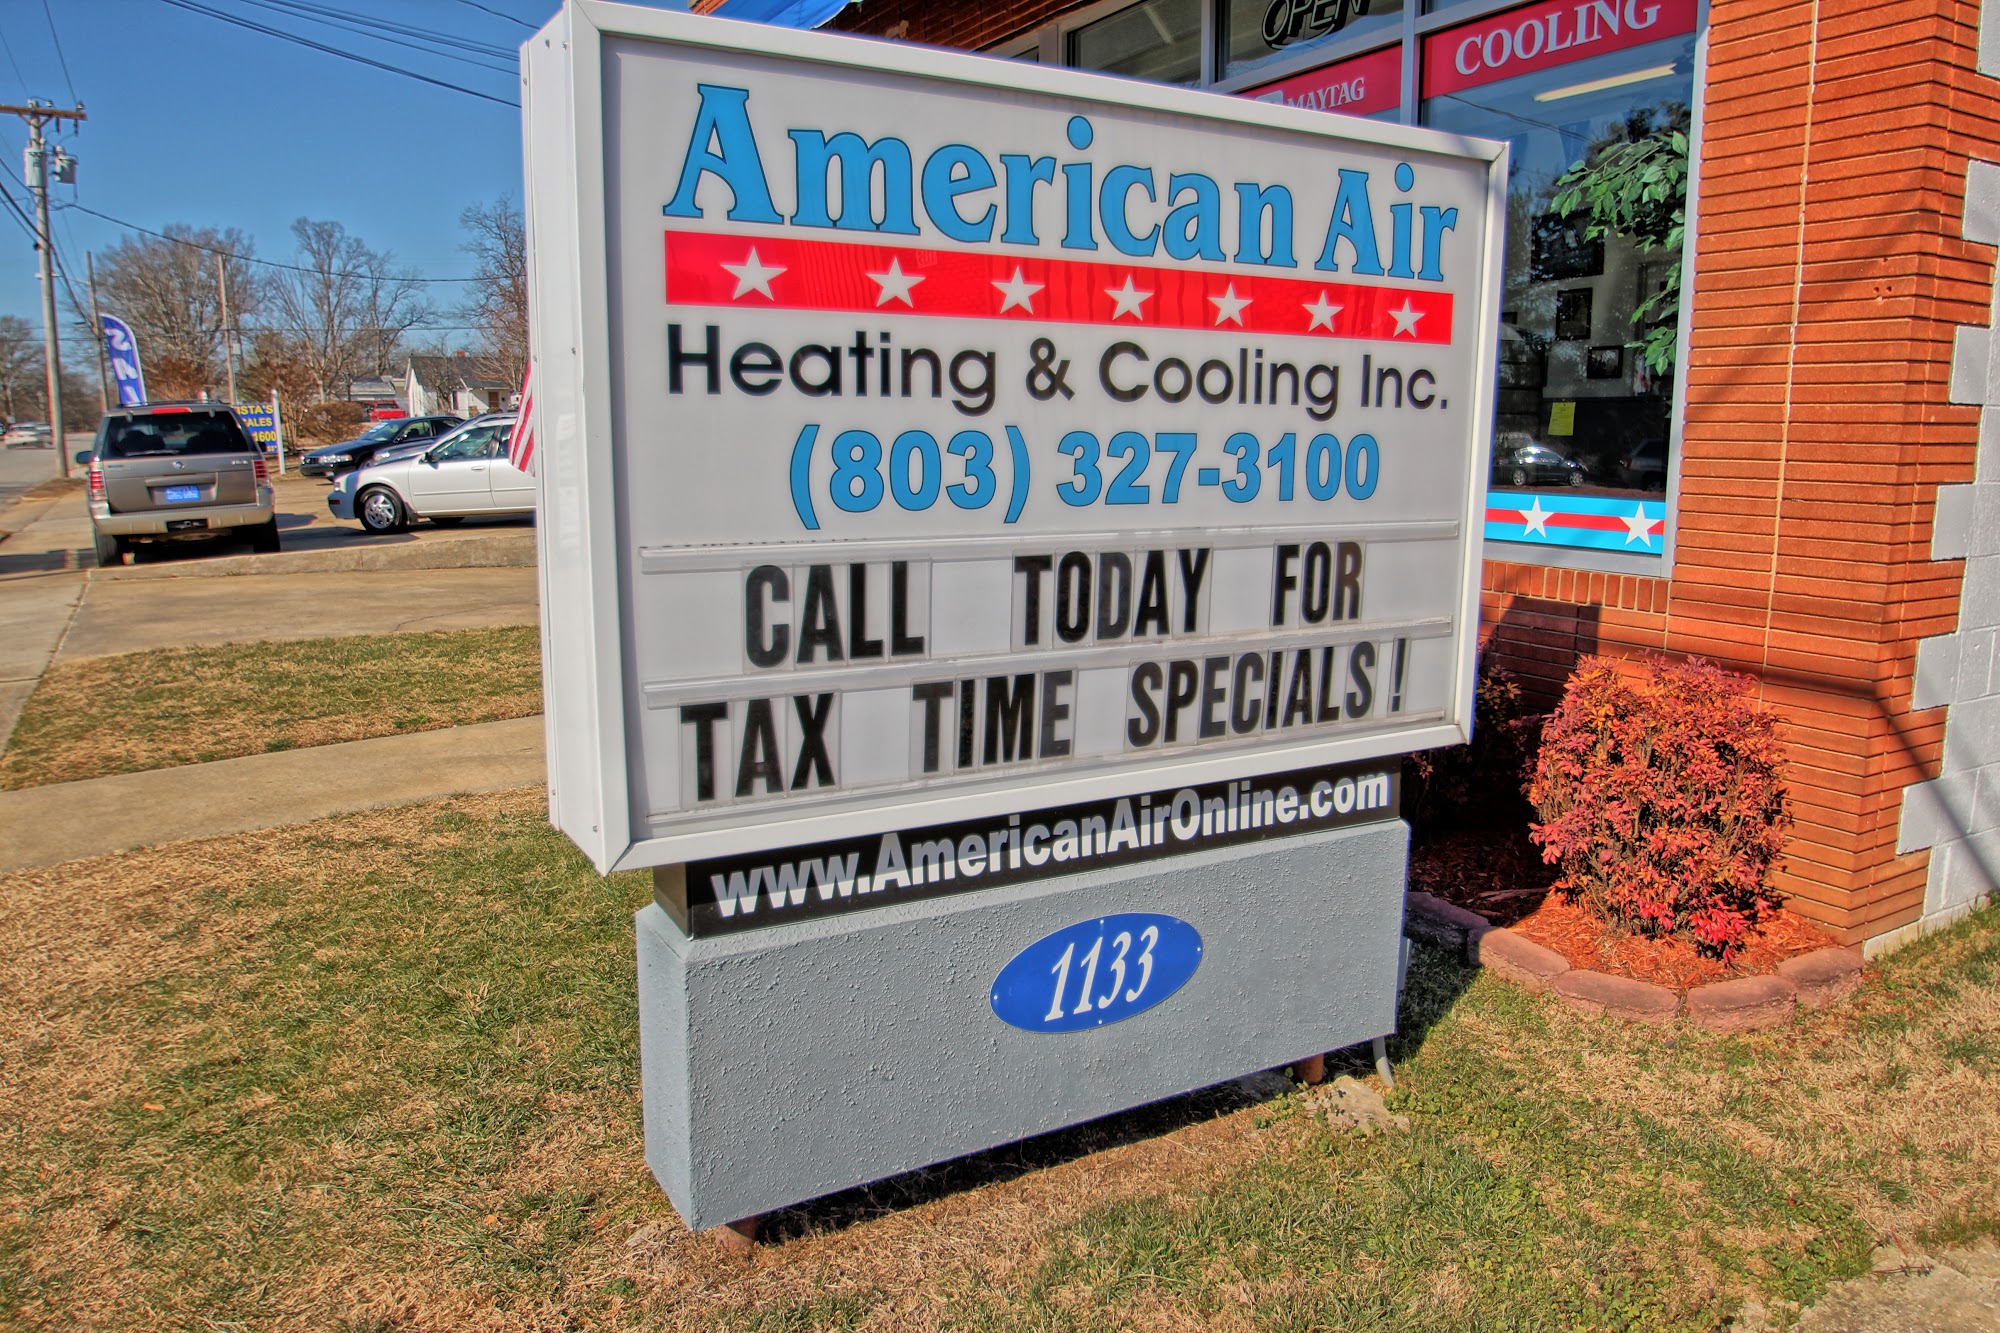 OPEN
COOLING
MAYTAG
American Air
Heating & Cooling Inc.
(803) 327-3100
CALL TODAY FOR
TAX TIME SPECIALS!
www.AmericanAirOnline.com
1133